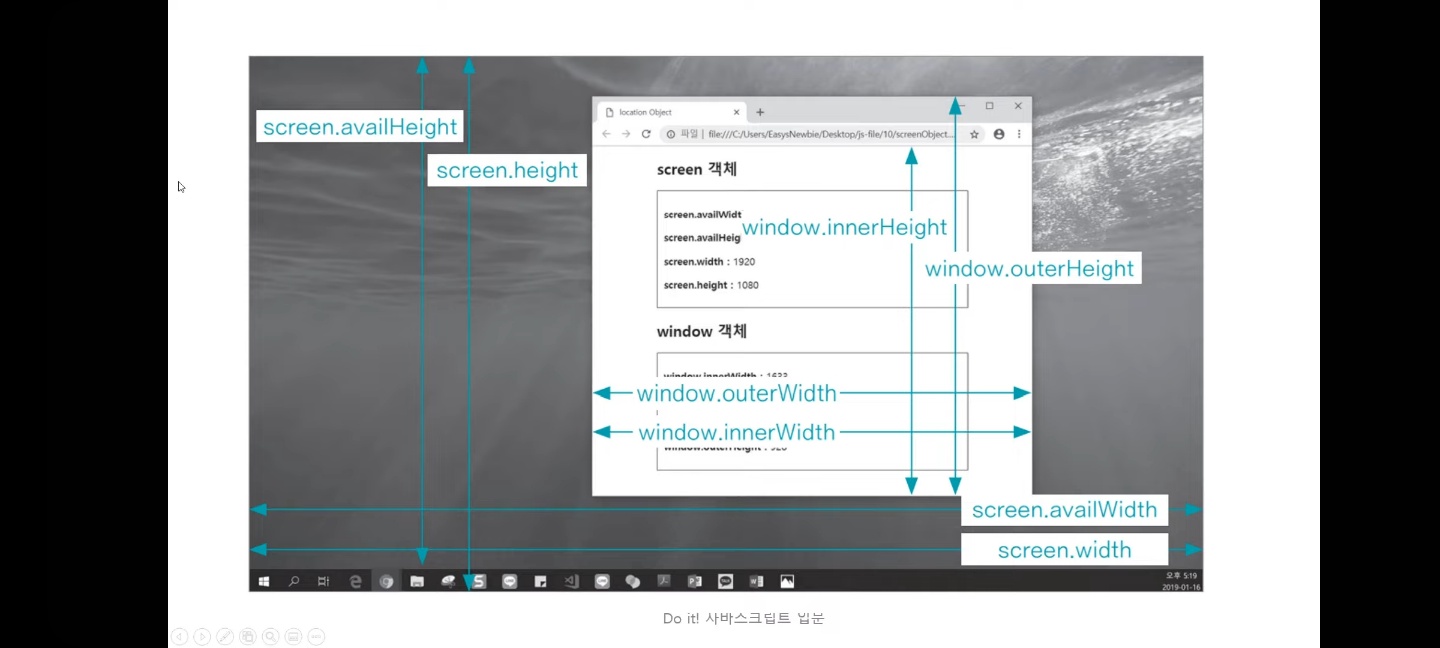 screen.availHeight
screen.height
location Object
파일 | file:///C:/Users/EasysNewbie/Desktop/js-file/10/screenObject...
screen 객체
screen.availWidt
screen.availHeig
window.innerHeight
screen.width : 1920
window.outerHeight
screen.height : 1080
window 객체
window.innerWidth : 1633
window.outerWidth
window.innerWidth
window.outerHeight : 920
screen.availWidth
screen.width
오후 5:19
2019-01-16
Do it! 자바스크립트 입문